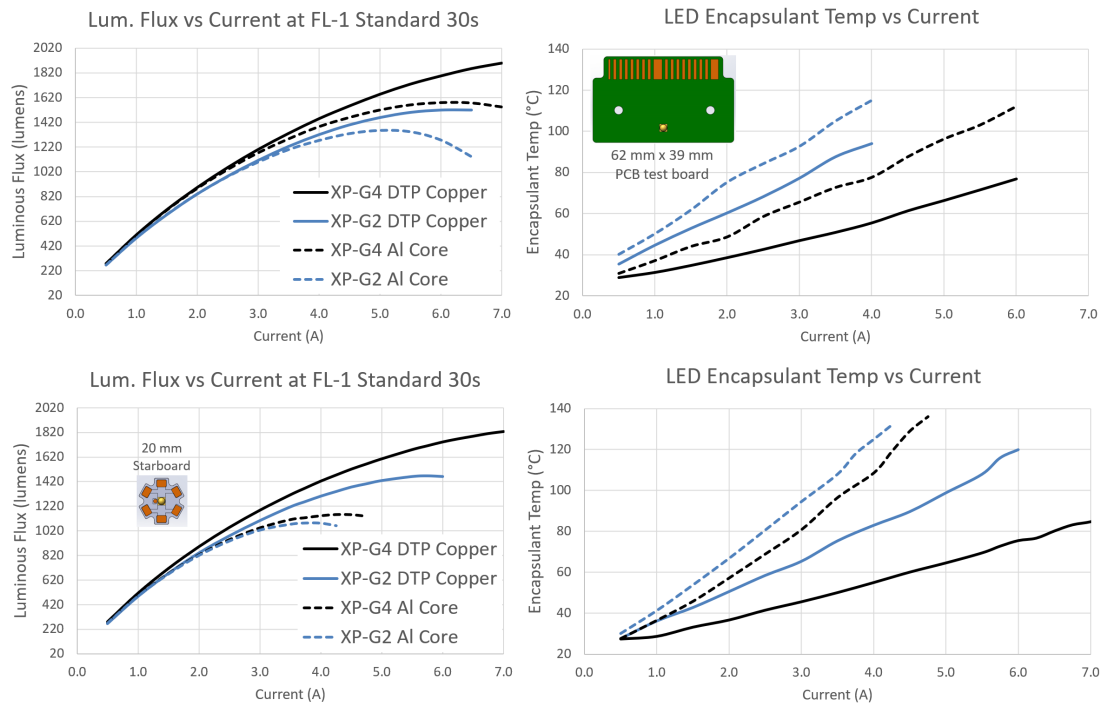 Lum. Flux vs Current at FL-1 Standard 30s
2020
1820
1620
1420
1220
1020
820
620
420
220
20
Luminous Flux (lumens)
XP-G4 DTP Copper
XP-G2 DTP Copper
XP-G4 Al Core
XP-G2 Al Core
0.0 1.0 2.0 3.0 4.0 5.0 6.0 7.0
Current (A)
LED Encapsulant Temp vs Current
140
120
100
80
60
40
20
Encapsulant Temp (°C)
62 mm x 39 mm
PCB test board
0.0 1.0 2.0 3.0 4.0 5.0 6.0 7.0
Current (A)
Lum. Flux vs Current at FL-1 Standard 30s
2020
1820
1620
1420
1220
1020
820
620
420
220
20
Luminous Flux (lumens)
20 mm
Starboard
XP-G4 DTP Copper
XP-G2 DTP Copper
XP-G4 Al Core
XP-G2 Al Core
0.0 1.0 2.0 3.0 4.0 5.0 6.0 7.0
Current (A)
LED Encapsulant Temp vs Current
140
120
100
80
60
40
20
Encapsulant Temp (°C)
0.0 1.0 2.0 3.0 4.0 5.0 6.0 7.0
Current (A)